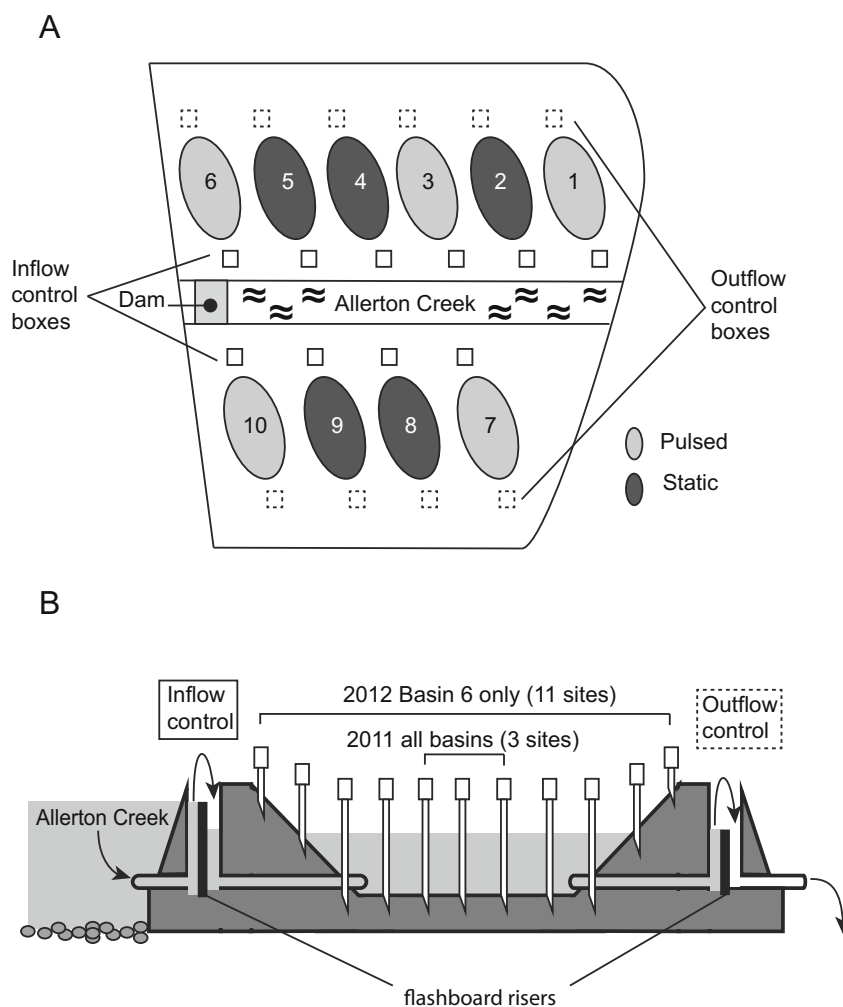 A
6 5 4 3 2 1
Inflow
control
boxes
Dam
Allerton Creek
Outflow
control
boxes
10 9 8 7
Pulsed
Static
B
Inflow
control
2012 Basin 6 only (11 sites)
Outflow
control
2011 all basins (3 sites)
Allerton Creek
flashboard risers